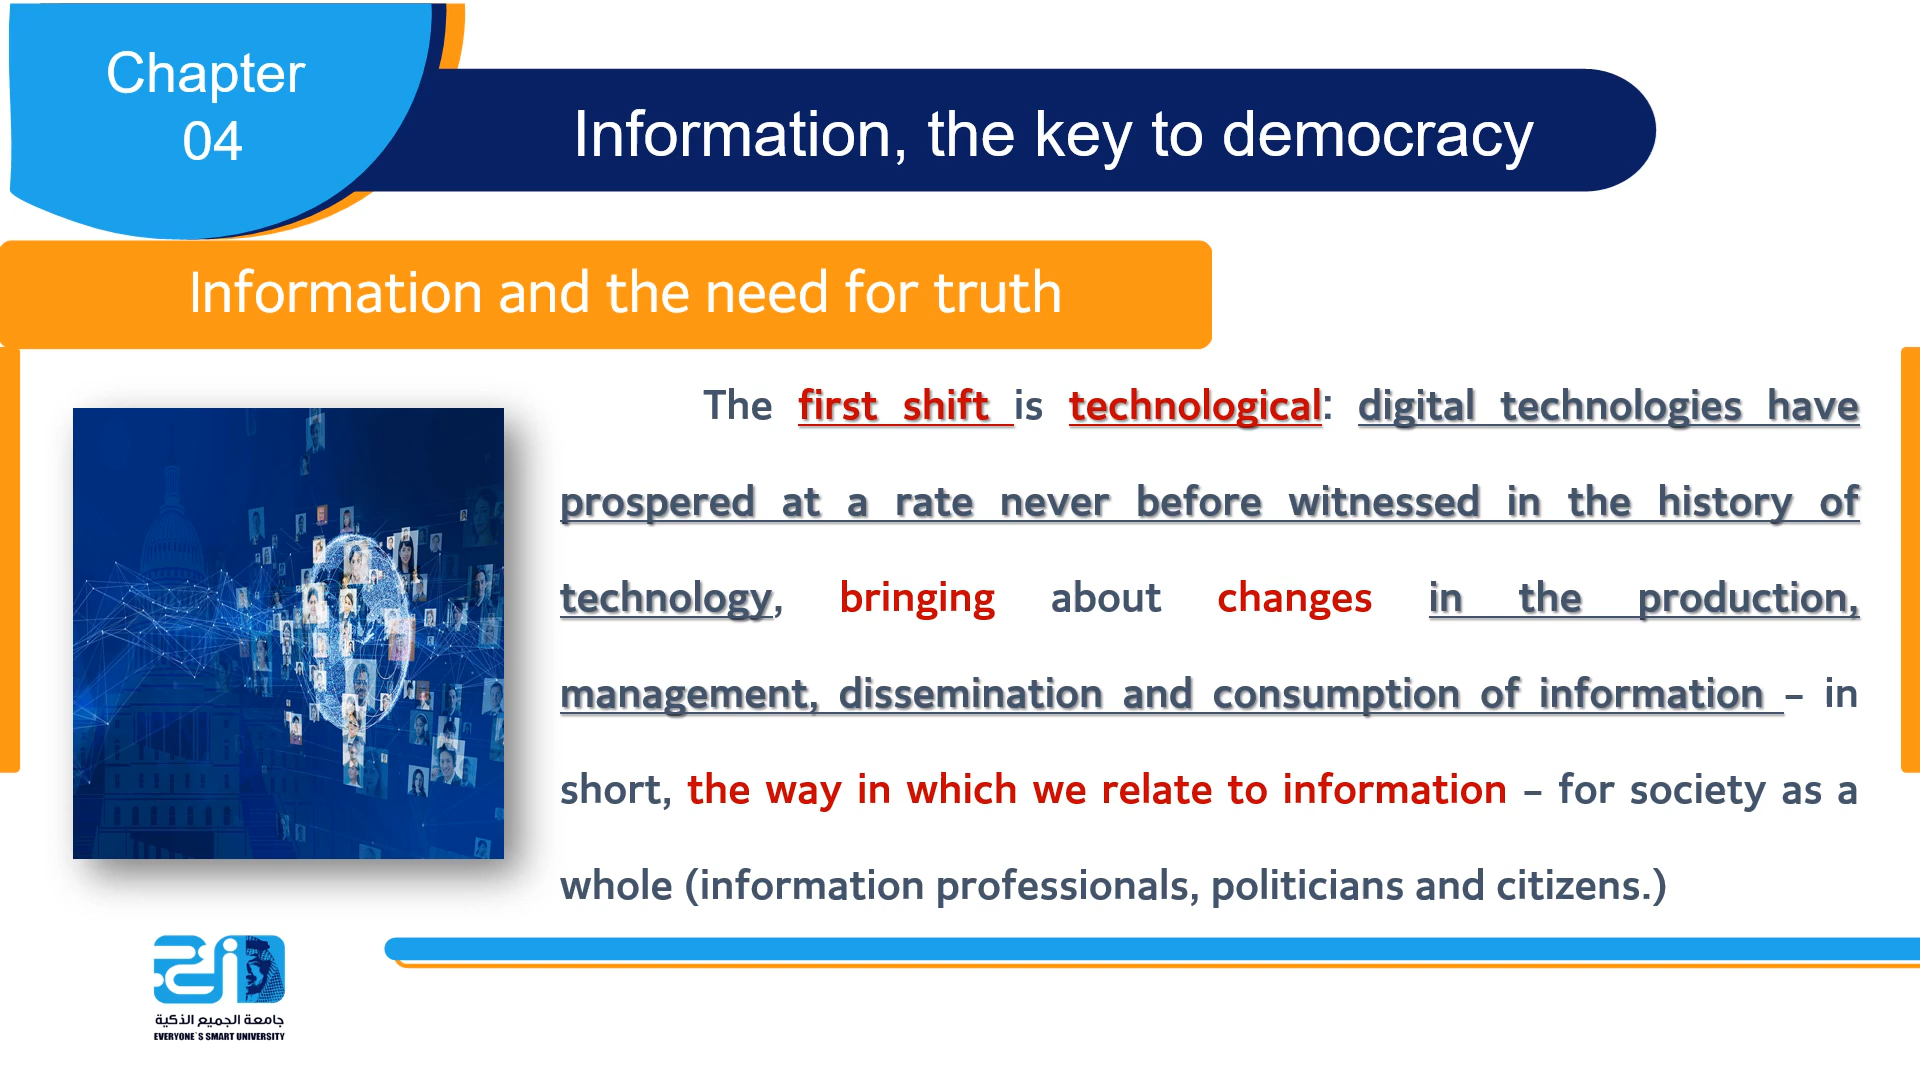 Chapter
04
Information, the key to democracy
Information and the need for truth
The first shift is technological: digital technologies have
prospered at a rate never before witnessed in the history of
technology, bringing about changes in the production,
management, dissemination and consumption of information – in
short, the way in which we relate to information – for society as a
whole (information professionals, politicians and citizens.)
جامعة الجميع الذكية
EVERYONE`S SMART UNIVERSITY